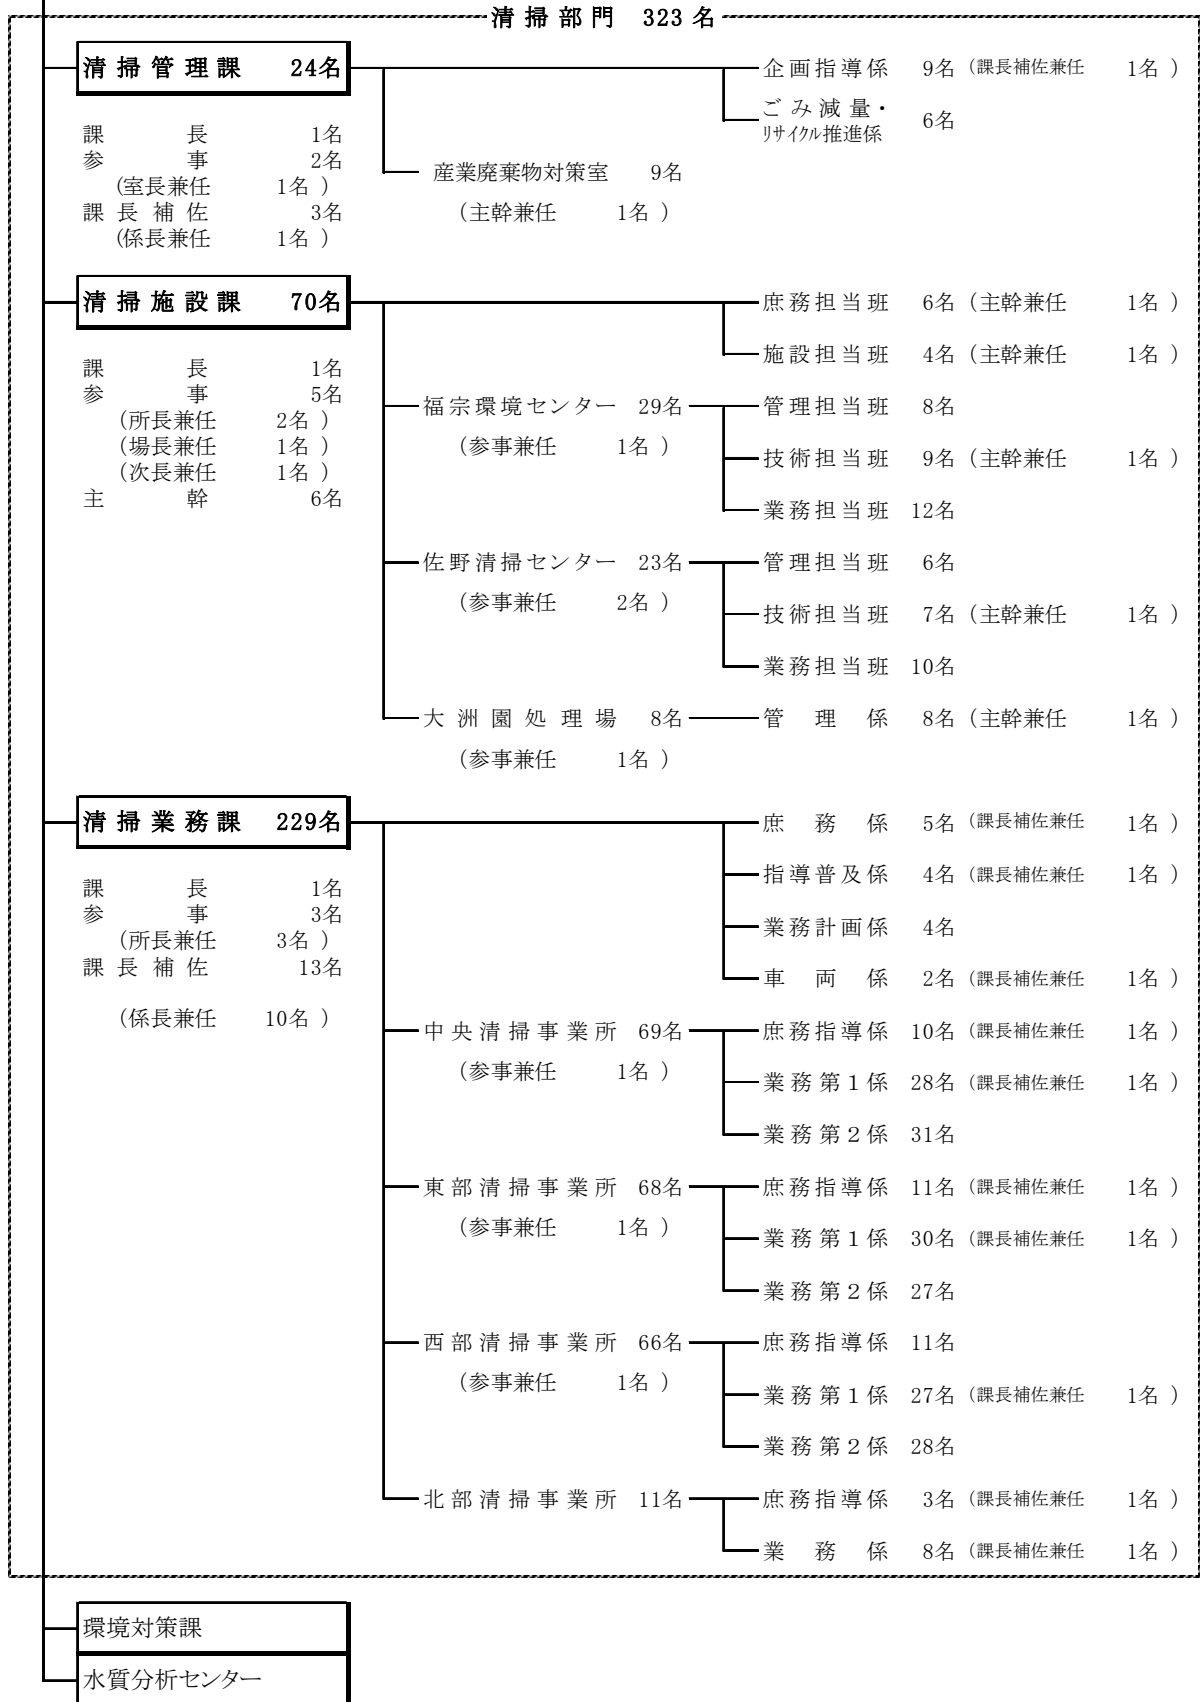 清掃部門 323名
清掃管理課 24名
企画指導係 9名 (課長補佐兼任 1名 )
ごみ減量・
リサイクル推進係 6名
課長 1名
参事 2名
(室長兼任 1名 )
課長補佐 3名
(係長兼任 1名 )
産業廃棄物対策室 9名
(主幹兼任 1名 )
清掃施設課 70名
庶務担当班 6名 (主幹兼任 1名 )
施設担当班 4名 (主幹兼任 1名 )
課長 1名
参事 5名
(所長兼任 2名 )
(場長兼任 1名 )
(次長兼任 1名 )
主幹 6名
福宗環境センター 29名
(参事兼任 1名 )
管理担当班 8名
技術担当班 9名 (主幹兼任 1名 )
業務担当班 12名
佐野清掃センター 23名
(参事兼任 2名 )
管理担当班 6名
技術担当班 7名 (主幹兼任 1名 )
業務担当班 10名
大洲園処理場 8名
(参事兼任 1名 )
管理係 8名 (主幹兼任 1名 )
清掃業務課 229名
庶務係 5名 (課長補佐兼任 1名 )
指導普及係 4名 (課長補佐兼任 1名 )
業務計画係 4名
車両係 2名 (課長補佐兼任 1名 )
課長 1名
参事 3名
(所長兼任 3名 )
課長補佐 13名
(係長兼任 10名 )
中央清掃事業所 69名
(参事兼任 1名 )
庶務指導係 10名 (課長補佐兼任 1名 )
業務第1係 28名 (課長補佐兼任 1名 )
業務第2係 31名
東部清掃事業所 68名
(参事兼任 1名 )
庶務指導係 11名 (課長補佐兼任 1名 )
業務第1係 30名 (課長補佐兼任 1名 )
業務第2係 27名
西部清掃事業所 66名
(参事兼任 1名 )
庶務指導係 11名
業務第1係 27名 (課長補佐兼任 1名 )
業務第2係 28名
北部清掃事業所 11名
庶務指導係 3名 (課長補佐兼任 1名 )
業務係 8名 (課長補佐兼任 1名 )
環境対策課
水質分析センター